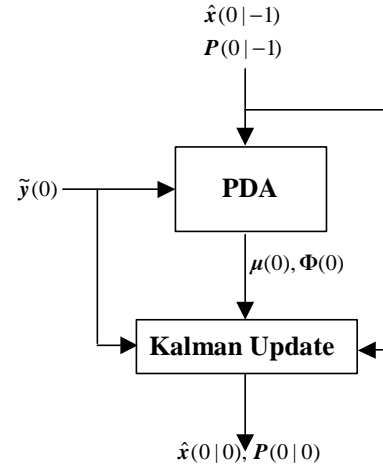 x̂(0|−1)
P(0|−1)
PDA
ỹ(0)
μ(0), Φ(0)
Kalman Update
x̂(0|0), P(0|0)